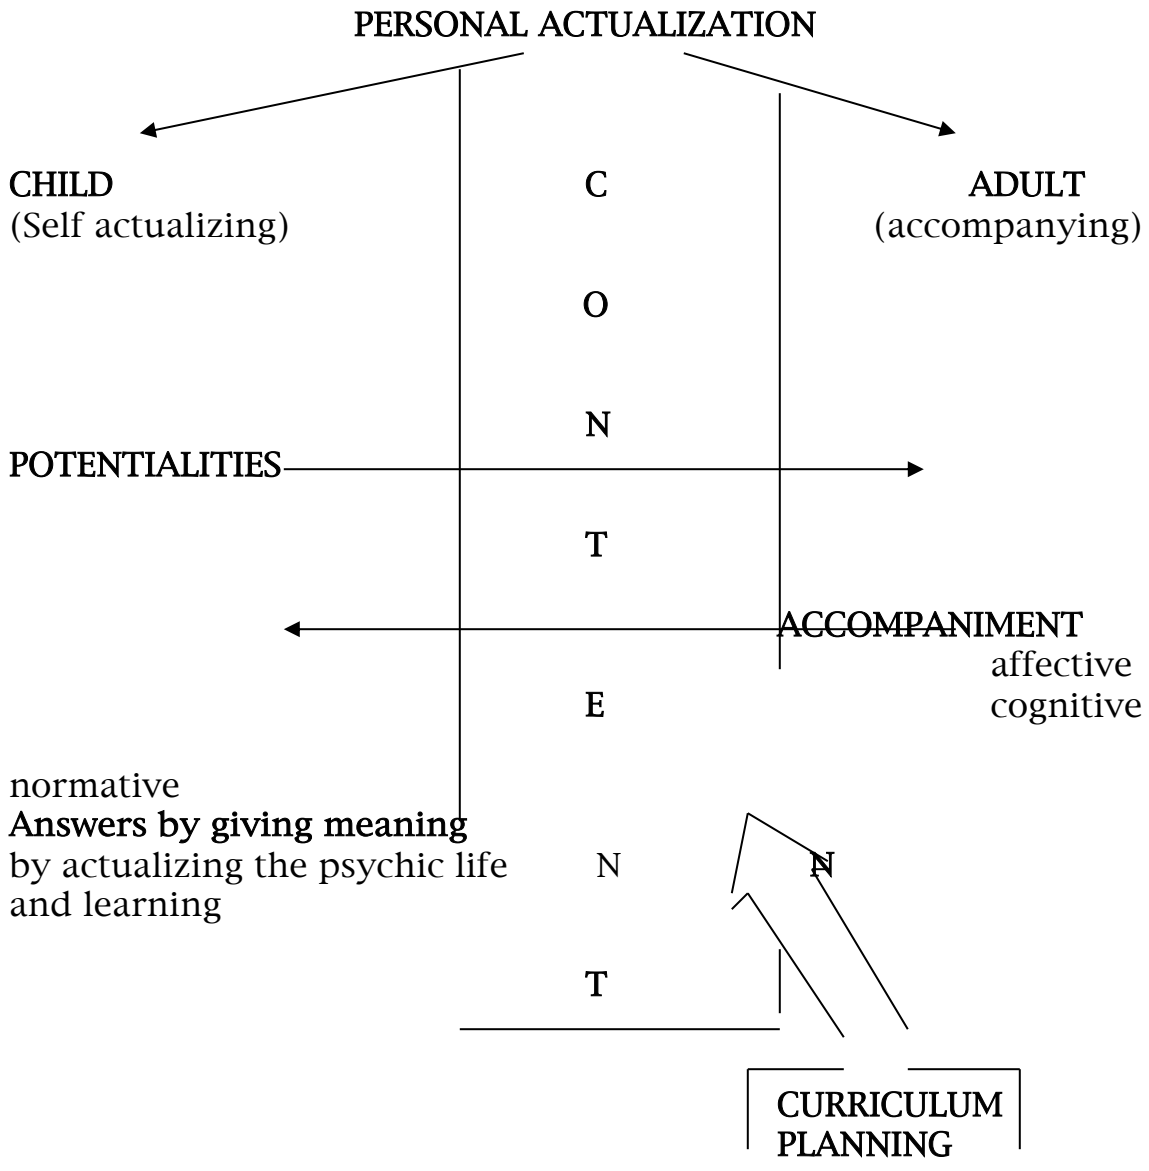 PERSONAL ACTUALIZATION
CHILD C ADULT
(Self actualizing) (accompanying)
O
N
POTENTIALITIES
T
ACCOMPANIMENT
affective
E cognitive
normative
Answers by giving meaning
by actualizing the psychic life N N
and learning
T
CURRICULUM
PLANNING